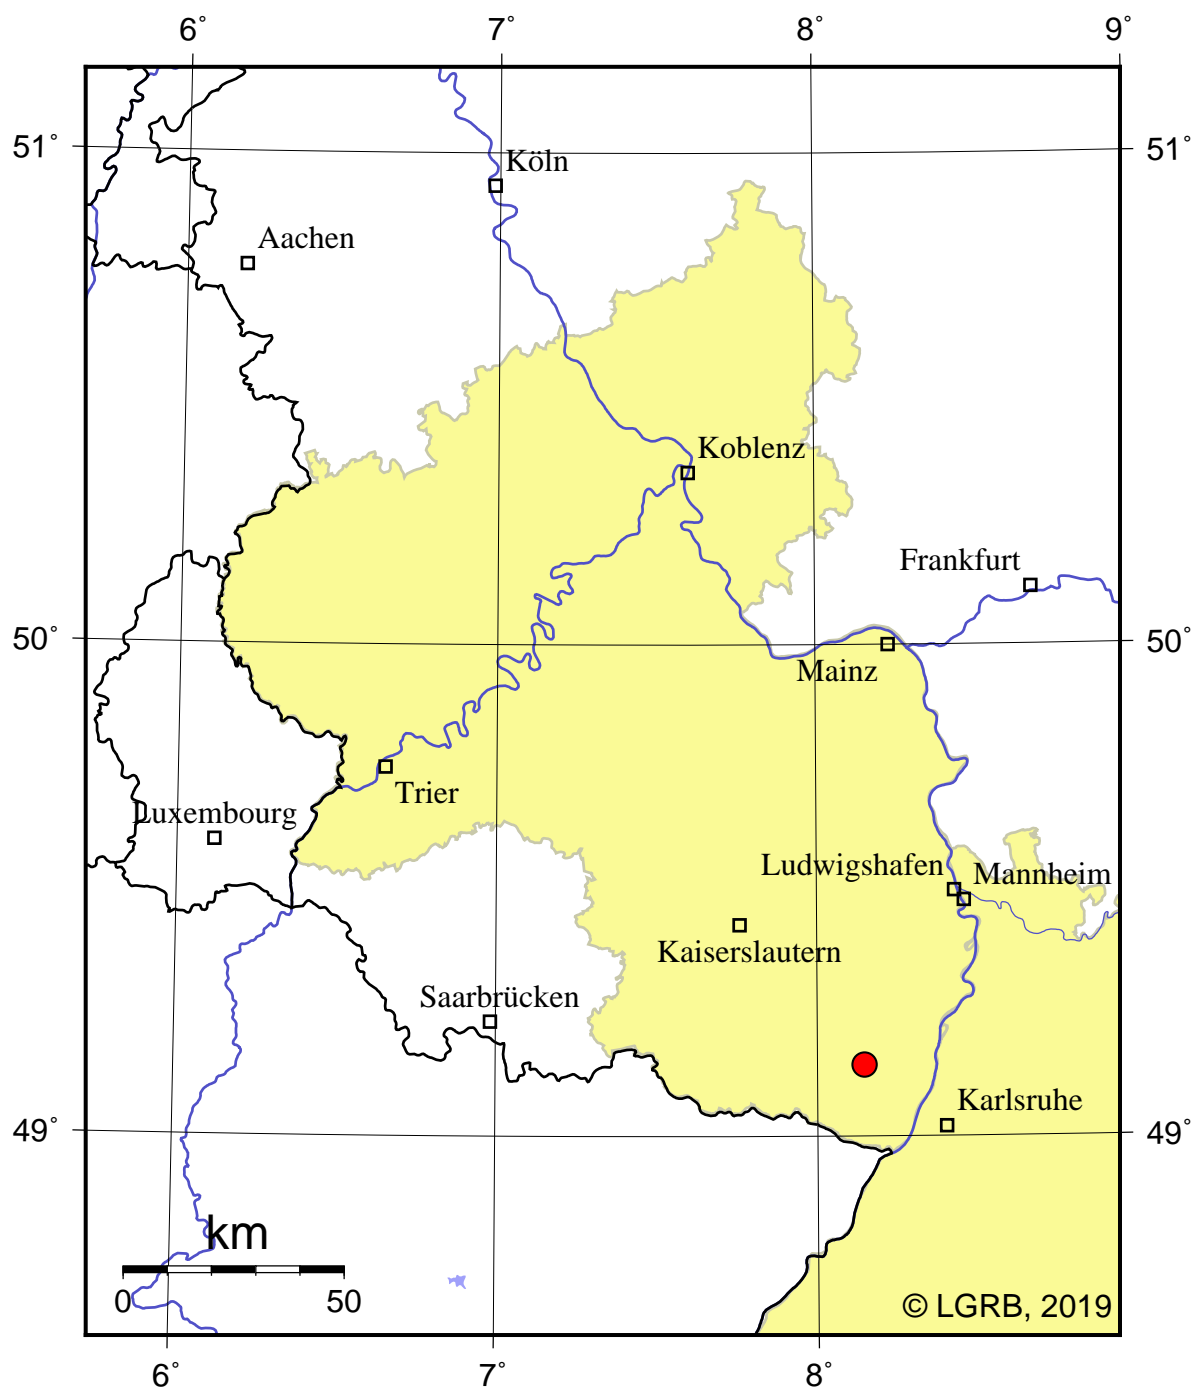 6° 7° 8° 9°
51° 51°
Köln
Aachen
Koblenz
Frankfurt
50° 50°
Mainz
Trier
Luxembourg
Ludwigshafen
Mannheim
Kaiserslautern
Saarbrücken
Karlsruhe
49° 49°
km
0 50
© LGRB, 2019
6° 7° 8°